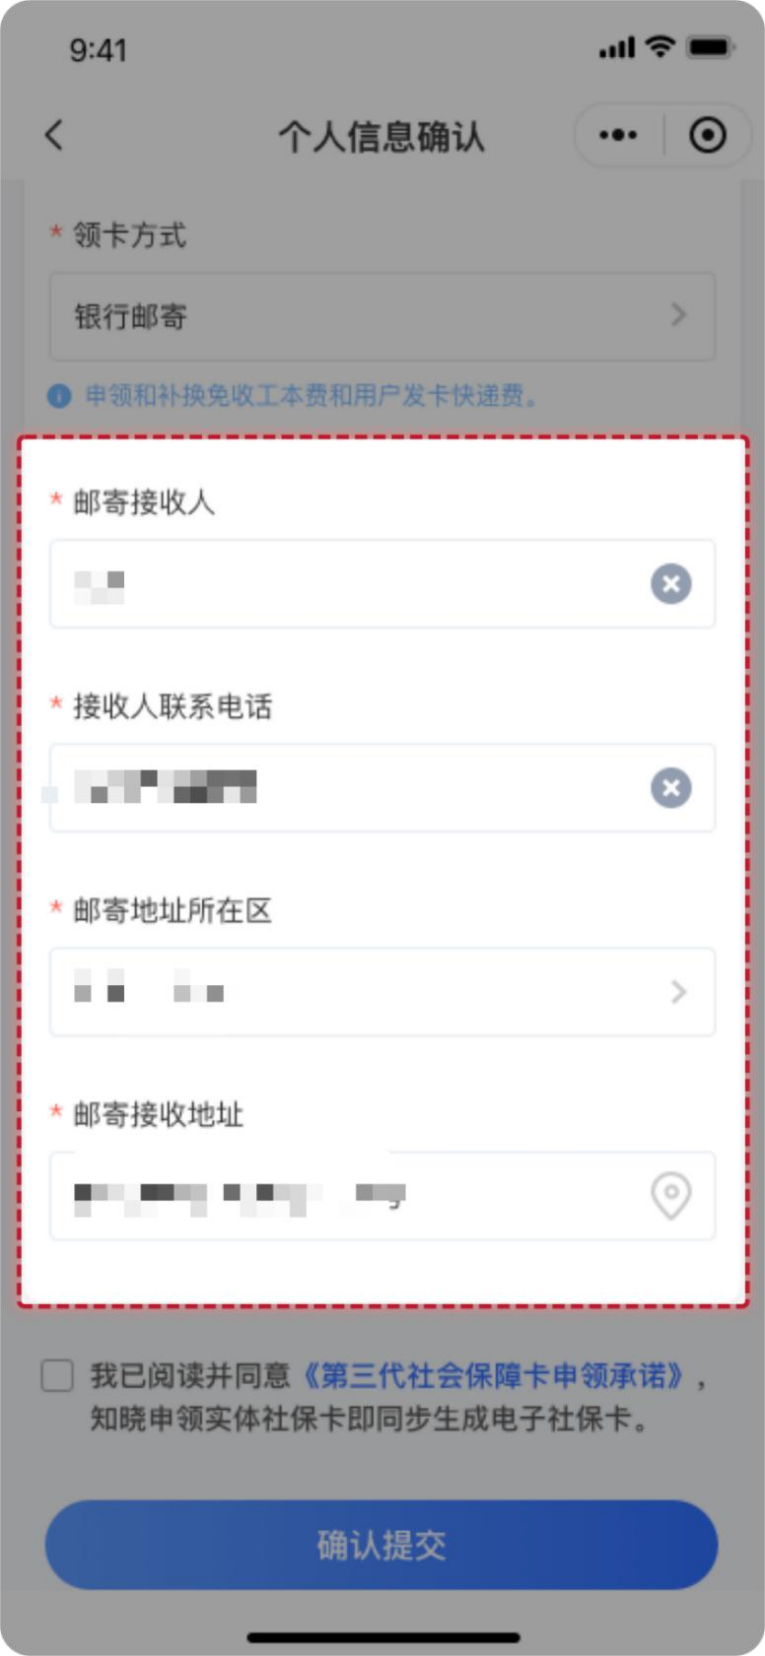 9:41
个人信息确认
* 领卡方式
银行邮寄
申领和补换免收工本费和用户发卡快递费。
* 邮寄接收人
* 接收人联系电话
* 邮寄地址所在区
* 邮寄接收地址
我已阅读并同意《第三代社会保障卡申领承诺》，
知晓申领实体社保卡即同步生成电子社保卡。
确认提交